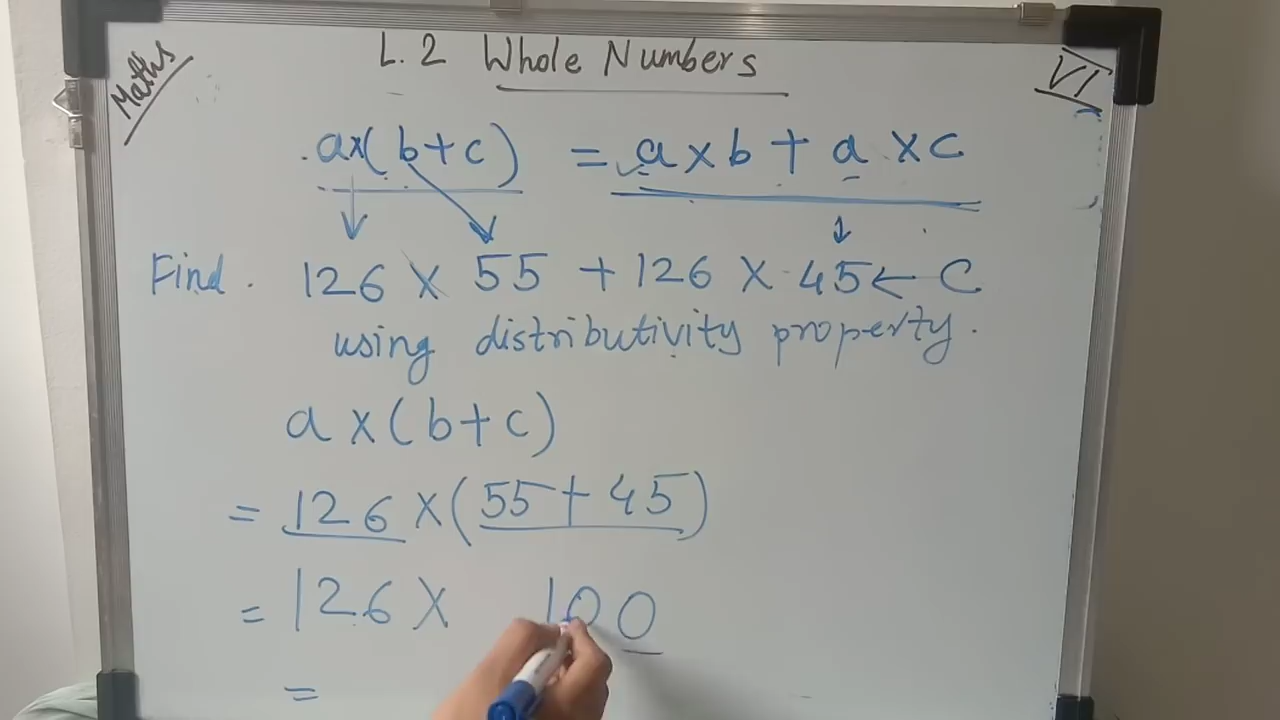 Maths
L.2 Whole Numbers
VI
a×(b+c) = a×b + a×c
Find. 126 × 55 + 126 × 45 ← C
using distributivity property.
a×(b+c)
= 126×(55+45)
= 126× 100
=